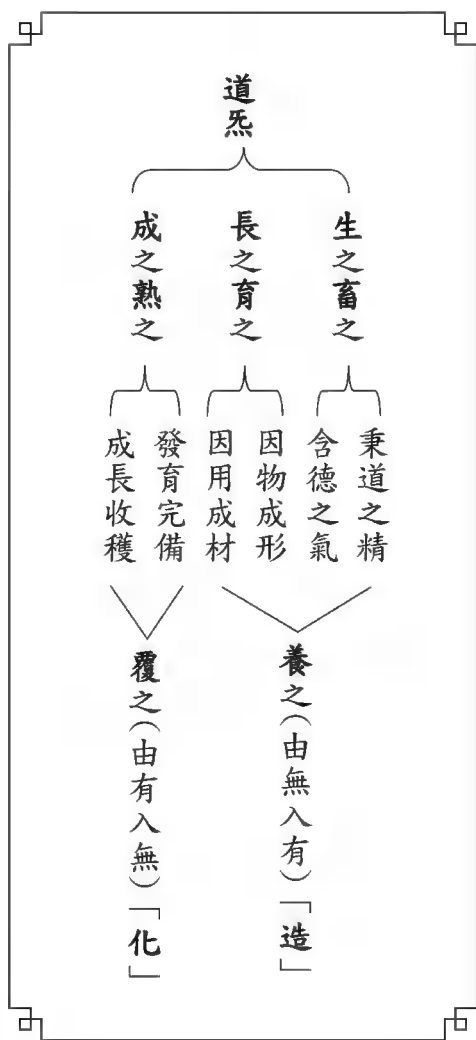 道炁
生之畜之
長之育之
成之熟之
秉道之精
含德之氣
因物成形
因用成材
發育完備
成長收穫
養之(由無入有)「造」
覆之(由有入無)「化」